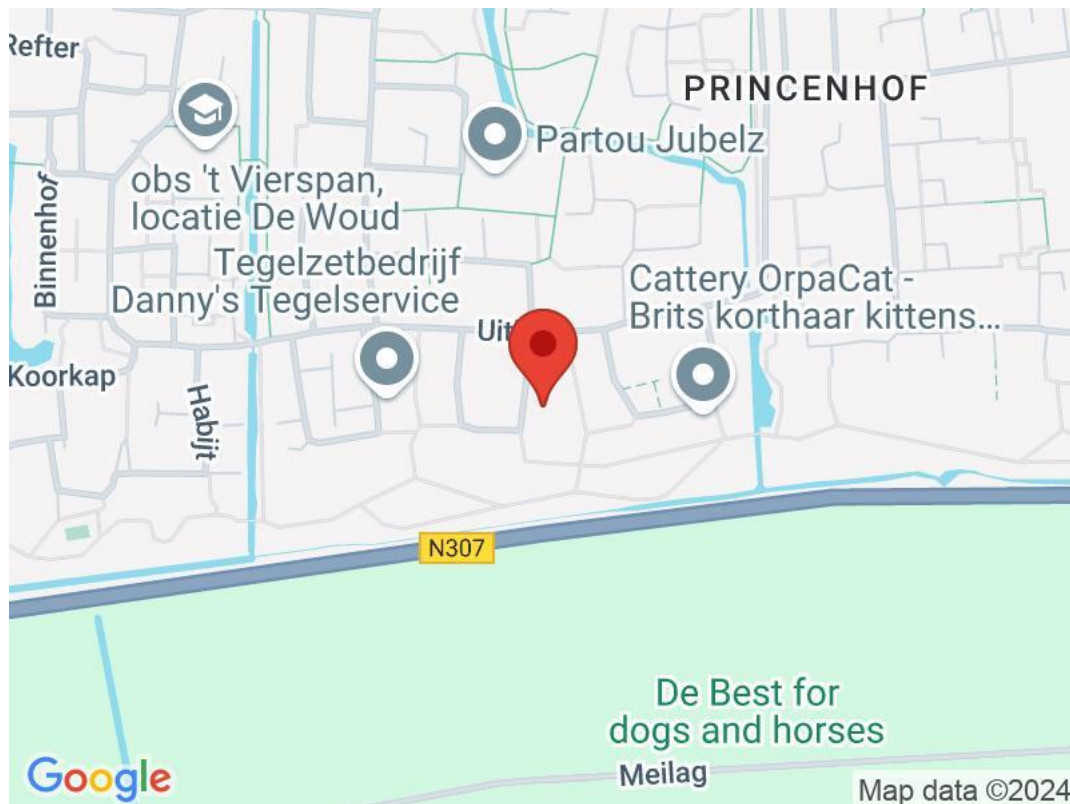 Refter
PRINCENHOF
Partou Jubelz
obs 't Vierspan,
locatie De Woud
Binnenhof
Tegelzetbedrijf
Danny's Tegelservice
Cattery OrpaCat -
Brits korthaar kittens...
Koorkap
Habijt
N307
De Best for
dogs and horses
Meilag
Google
Map data ©2024